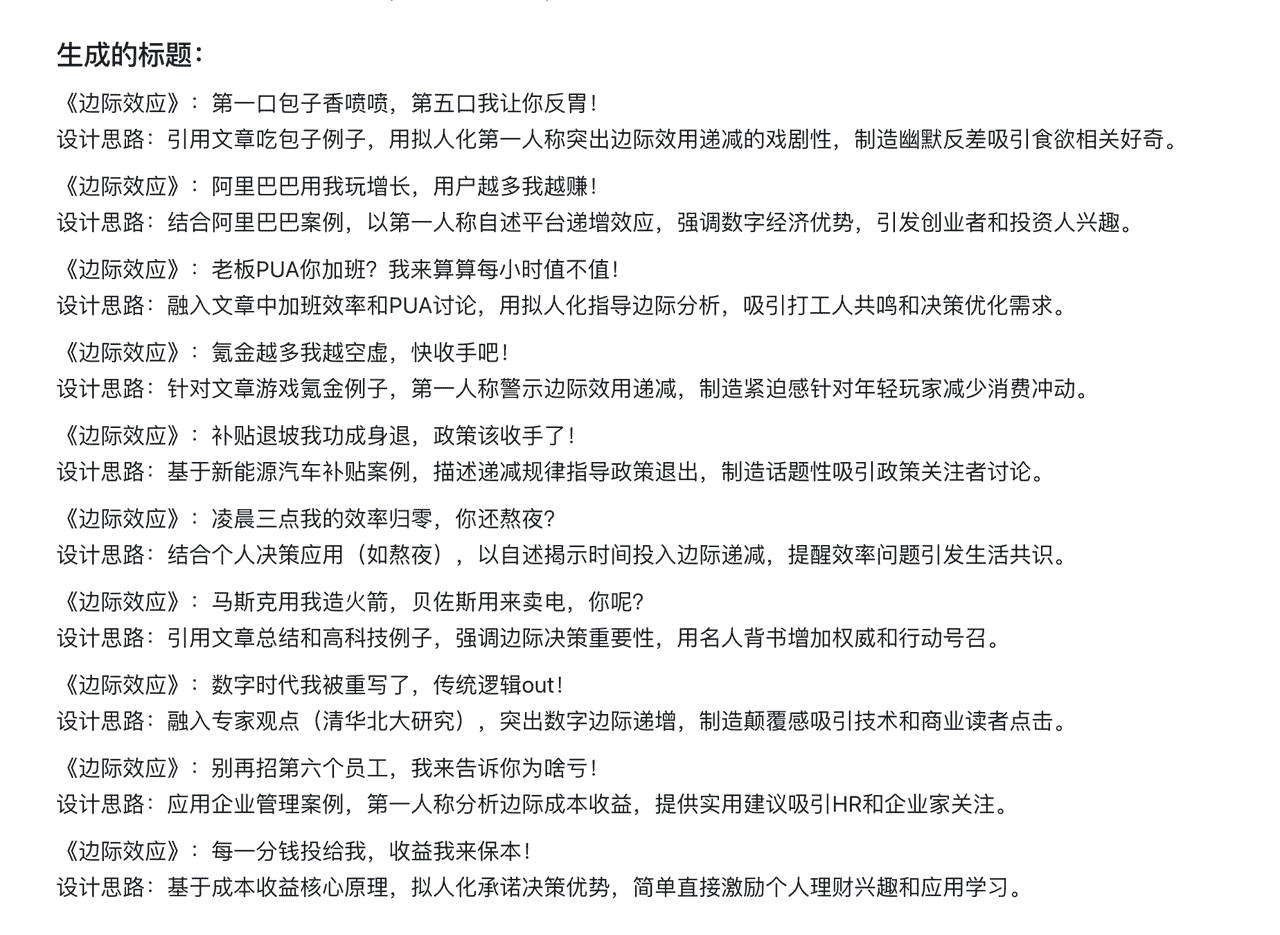 生成的标题：
《边际效应》：第一口包子香喷喷，第五口我让你反胃！
设计思路：引用文章吃包子例子，用拟人化第一人称突出边际效用递减的戏剧性，制造幽默反差吸引食欲相关好奇。
《边际效应》：阿里巴巴用我玩增长，用户越多我越赚！
设计思路：结合阿里巴巴案例，以第一人称自述平台递增效应，强调数字经济优势，引发创业者和投资人兴趣。
《边际效应》：老板PUA你加班？我来算算每小时值不值！
设计思路：融入文章中加班效率和PUA讨论，用拟人化指导边际分析，吸引打工人共鸣和决策优化需求。
《边际效应》：氪金越多我越空虚，快收手吧！
设计思路：针对文章游戏氪金例子，第一人称警示边际效用递减，制造紧迫感针对年轻玩家减少消费冲动。
《边际效应》：补贴退坡我功成身退，政策该收手了！
设计思路：基于新能源汽车补贴案例，描述递减规律指导政策退出，制造话题性吸引政策关注者讨论。
《边际效应》：凌晨三点我的效率归零，你还熬夜？
设计思路：结合个人决策应用（如熬夜），以自述揭示时间投入边际递减，提醒效率问题引发生活共识。
《边际效应》：马斯克用我造火箭，贝佐斯用来卖电，你呢？
设计思路：引用文章总结和高科技例子，强调边际决策重要性，用名人背书增加权威和行动号召。
《边际效应》：数字时代我被重写了，传统逻辑out！
设计思路：融入专家观点（清华北大研究），突出数字边际递增，制造颠覆感吸引技术和商业读者点击。
《边际效应》：别再招第六个员工，我来告诉你为啥亏！
设计思路：应用企业管理案例，第一人称分析边际成本收益，提供实用建议吸引HR和企业家关注。
《边际效应》：每一分钱投给我，收益我来保本！
设计思路：基于成本收益核心原理，拟人化承诺决策优势，简单直接激励个人理财兴趣和应用学习。